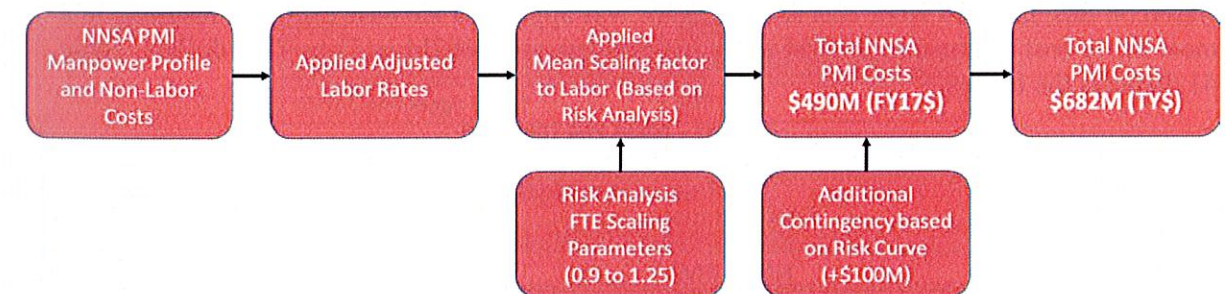 NNSA PMI
Manpower Profile
and Non-Labor
Costs
Applied Adjusted
Labor Rates
Applied
Mean Scaling factor
to Labor (Based on
Risk Analysis)
Total NNSA
PMI Costs
$490M (FY17$)
Total NNSA
PMI Costs
$682M (TY$)
Risk Analysis
FTE Scaling
Parameters
(0.9 to 1.25)
Additional
Contingency based
on Risk Curve
(+$100M)